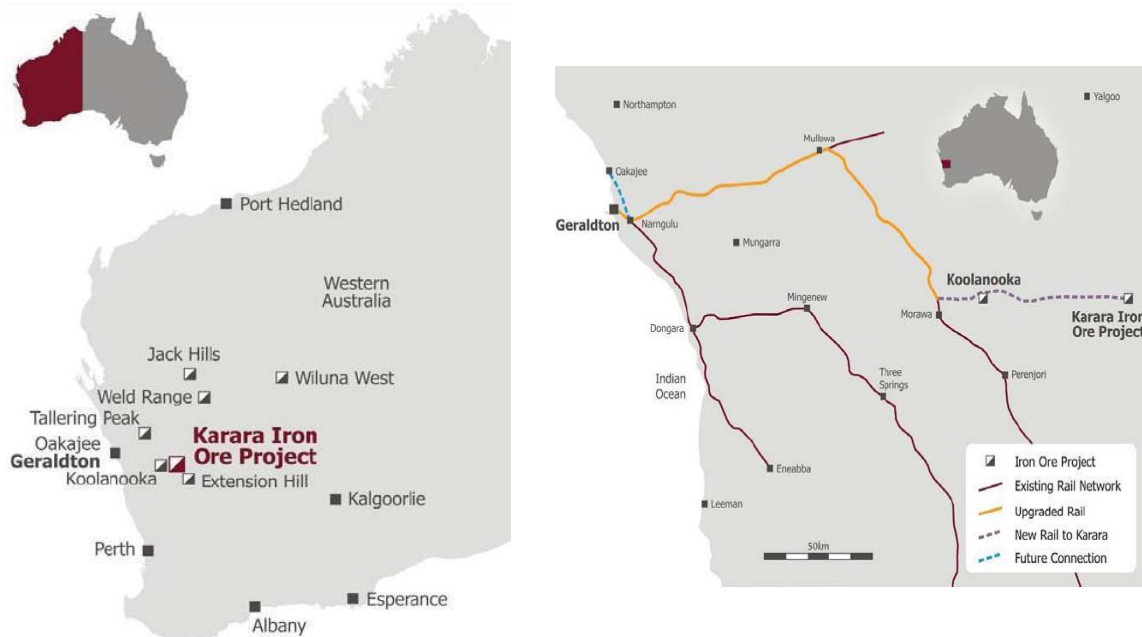 Port Hedland
Western
Australia
Jack Hills
Wiluna West
Weld Range
Tallering Peak
Oakajee
Geraldton
Karara Iron
Ore Project
Koolanooka
Extension Hill
Kalgoorlie
Perth
Esperance
Albany
Northampton
Yalgoo
Mullewa
Oakajee
Geraldton
Narngulu
Mungarra
Koolanooka
Karara Iron
Ore Project
Mingenew
Morawa
Dongara
Indian
Ocean
Three
Springs
Perenjori
Eneabba
Leeman
50km
Iron Ore Project
Existing Rail Network
Upgraded Rail
New Rail to Karara
Future Connection